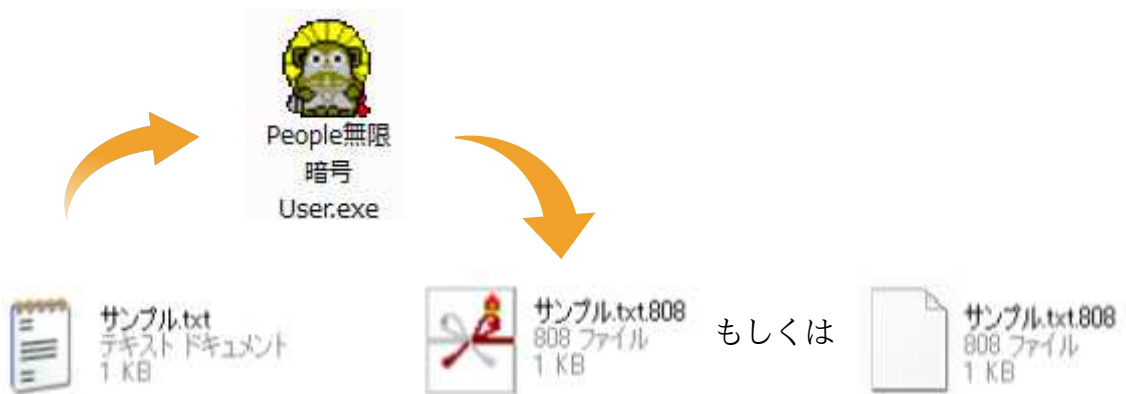 People無限
暗号
User.exe
サンプル.txt
テキスト ドキュメント
1 KB
サンプル.txt.808
808 ファイル
1 KB
もしくは
サンプル.txt.808
808 ファイル
1 KB